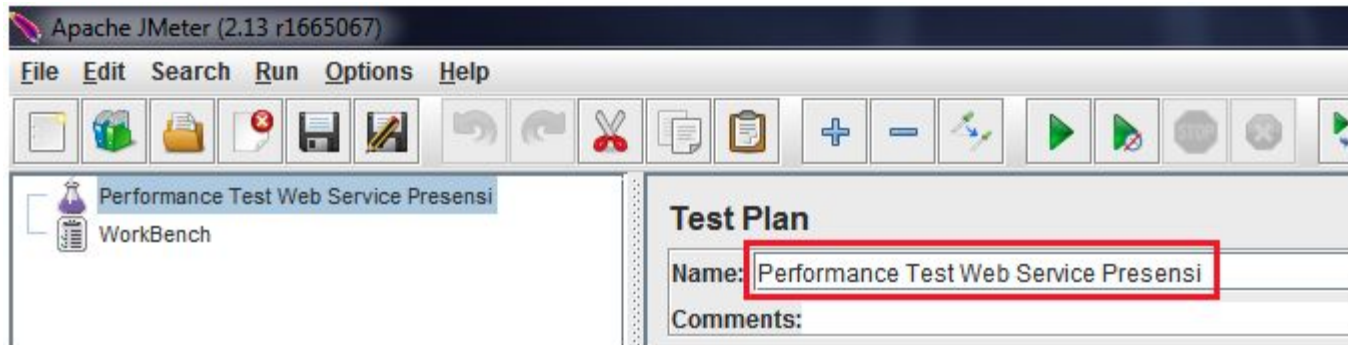 Apache JMeter (2.13 r1665067)
File Edit Search Run Options Help
STOP
Performance Test Web Service Presensi
WorkBench
Test Plan
Name: Performance Test Web Service Presensi
Comments: